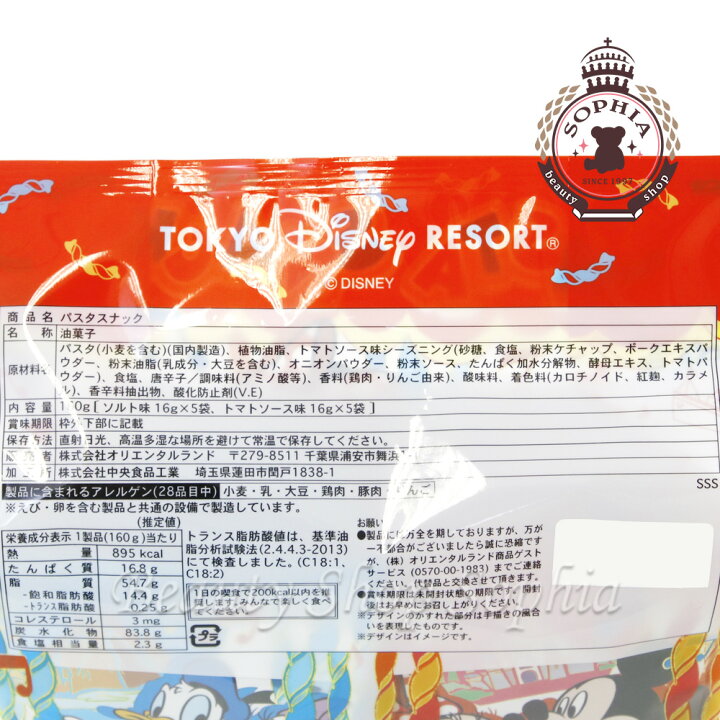 SOPHIA
SINCE 1997
beauty shop
TOKYO Disney RESORT®
© DISNEY
商品名 パスタスナック
名称 油菓子
原材料名 パスタ(小麦を含む)(国内製造)、植物油脂、トマトソース味シーズニング(砂糖、食塩、粉末ケチャップ、ポークエキスパ
ウダー、粉末油脂(乳成分・大豆を含む)、オニオンパウダー、粉末ソース、たんぱく加水分解物、酵母エキス、トマトパウ
ダー)、食塩、唐辛子/調味料(アミノ酸等)、香料(鶏肉・りんご由来)、酸味料、着色料(カロチノイド、紅麹、カラメ
ル)、香辛料抽出物、酸化防止剤(V.E)
内容量 160g[ソルト味 16g×5袋、トマトソース味 16g×5袋]
賞味期限 枠外下部に記載
保存方法 直射日光、高温多湿な場所を避けて常温で保存してください。
販売者 株式会社オリエンタルランド 〒279-8511 千葉県浦安市舞浜
加工所 株式会社中央食品工業 埼玉県蓮田市閏戸1838-1
SSS
製品に含まれるアレルゲン(28品目中) 小麦・乳・大豆・鶏肉・豚肉・りんご
※えび・卵を含む製品と共通の設備で製造しています。
(推定値)
栄養成分表示 1製品(160g)当たり
熱量 895 kcal
たんぱく質 16.8 g
脂質 54.7 g
-飽和脂肪酸 14.4 g
-トランス脂肪酸 0.25 g
コレステロール 3 mg
炭水化物 83.8 g
食塩相当量 2.3 g
トランス脂肪酸値は、基準油
脂分析試験法(2.4.4.3-2013)
にて検査しました。(C18:1、
C18:2)
1日の間食で200kcal以内を推
奨します。みんなで楽しく食べ
てください。
プラ
お願い
●製品には万全を期しておりますが、万が
一不都合がございましたら誠に恐縮です
が、(株)オリエンタルランド商品ゲスト
サービス (0570-00-1983) までご連絡
ください。代替品と交換させて頂きます。
●賞味期限は未開封状態の期限です。開封
後はお早めにお召し上がりください。
※デザインのかすれた部分は手描きの風合
いを表現したものです。
※デザインはイメージです。
Beauty Shop Sophia